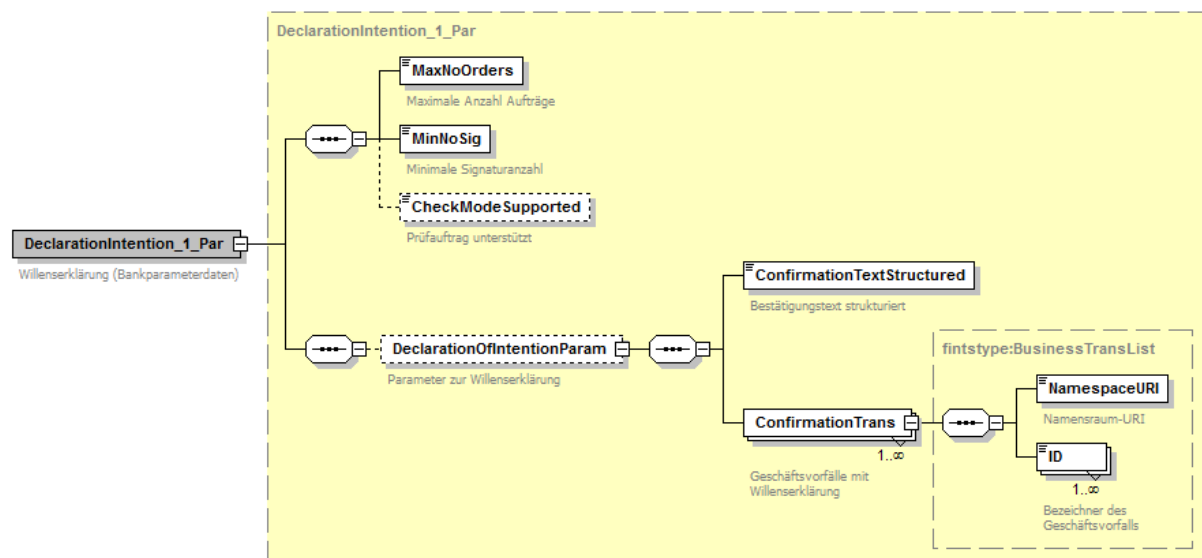 DeclarationIntention_1_Par
MaxNoOrders
Maximale Anzahl Aufträge
MinNoSig
Minimale Signaturanzahl
CheckModeSupported
Prüfauftrag unterstützt
DeclarationIntention_1_Par
Willenserklärung (Bankparameterdaten)
DeclarationOfIntentionParam
Parameter zur Willenserklärung
ConfirmationTextStructured
Bestätigungstext strukturiert
ConfirmationTrans
1..∞
Geschäftsvorfälle mit
Willenserklärung
fintstype:BusinessTransList
NamespaceURI
Namensraum-URI
ID
1..∞
Bezeichner des
Geschäftsvorfalls